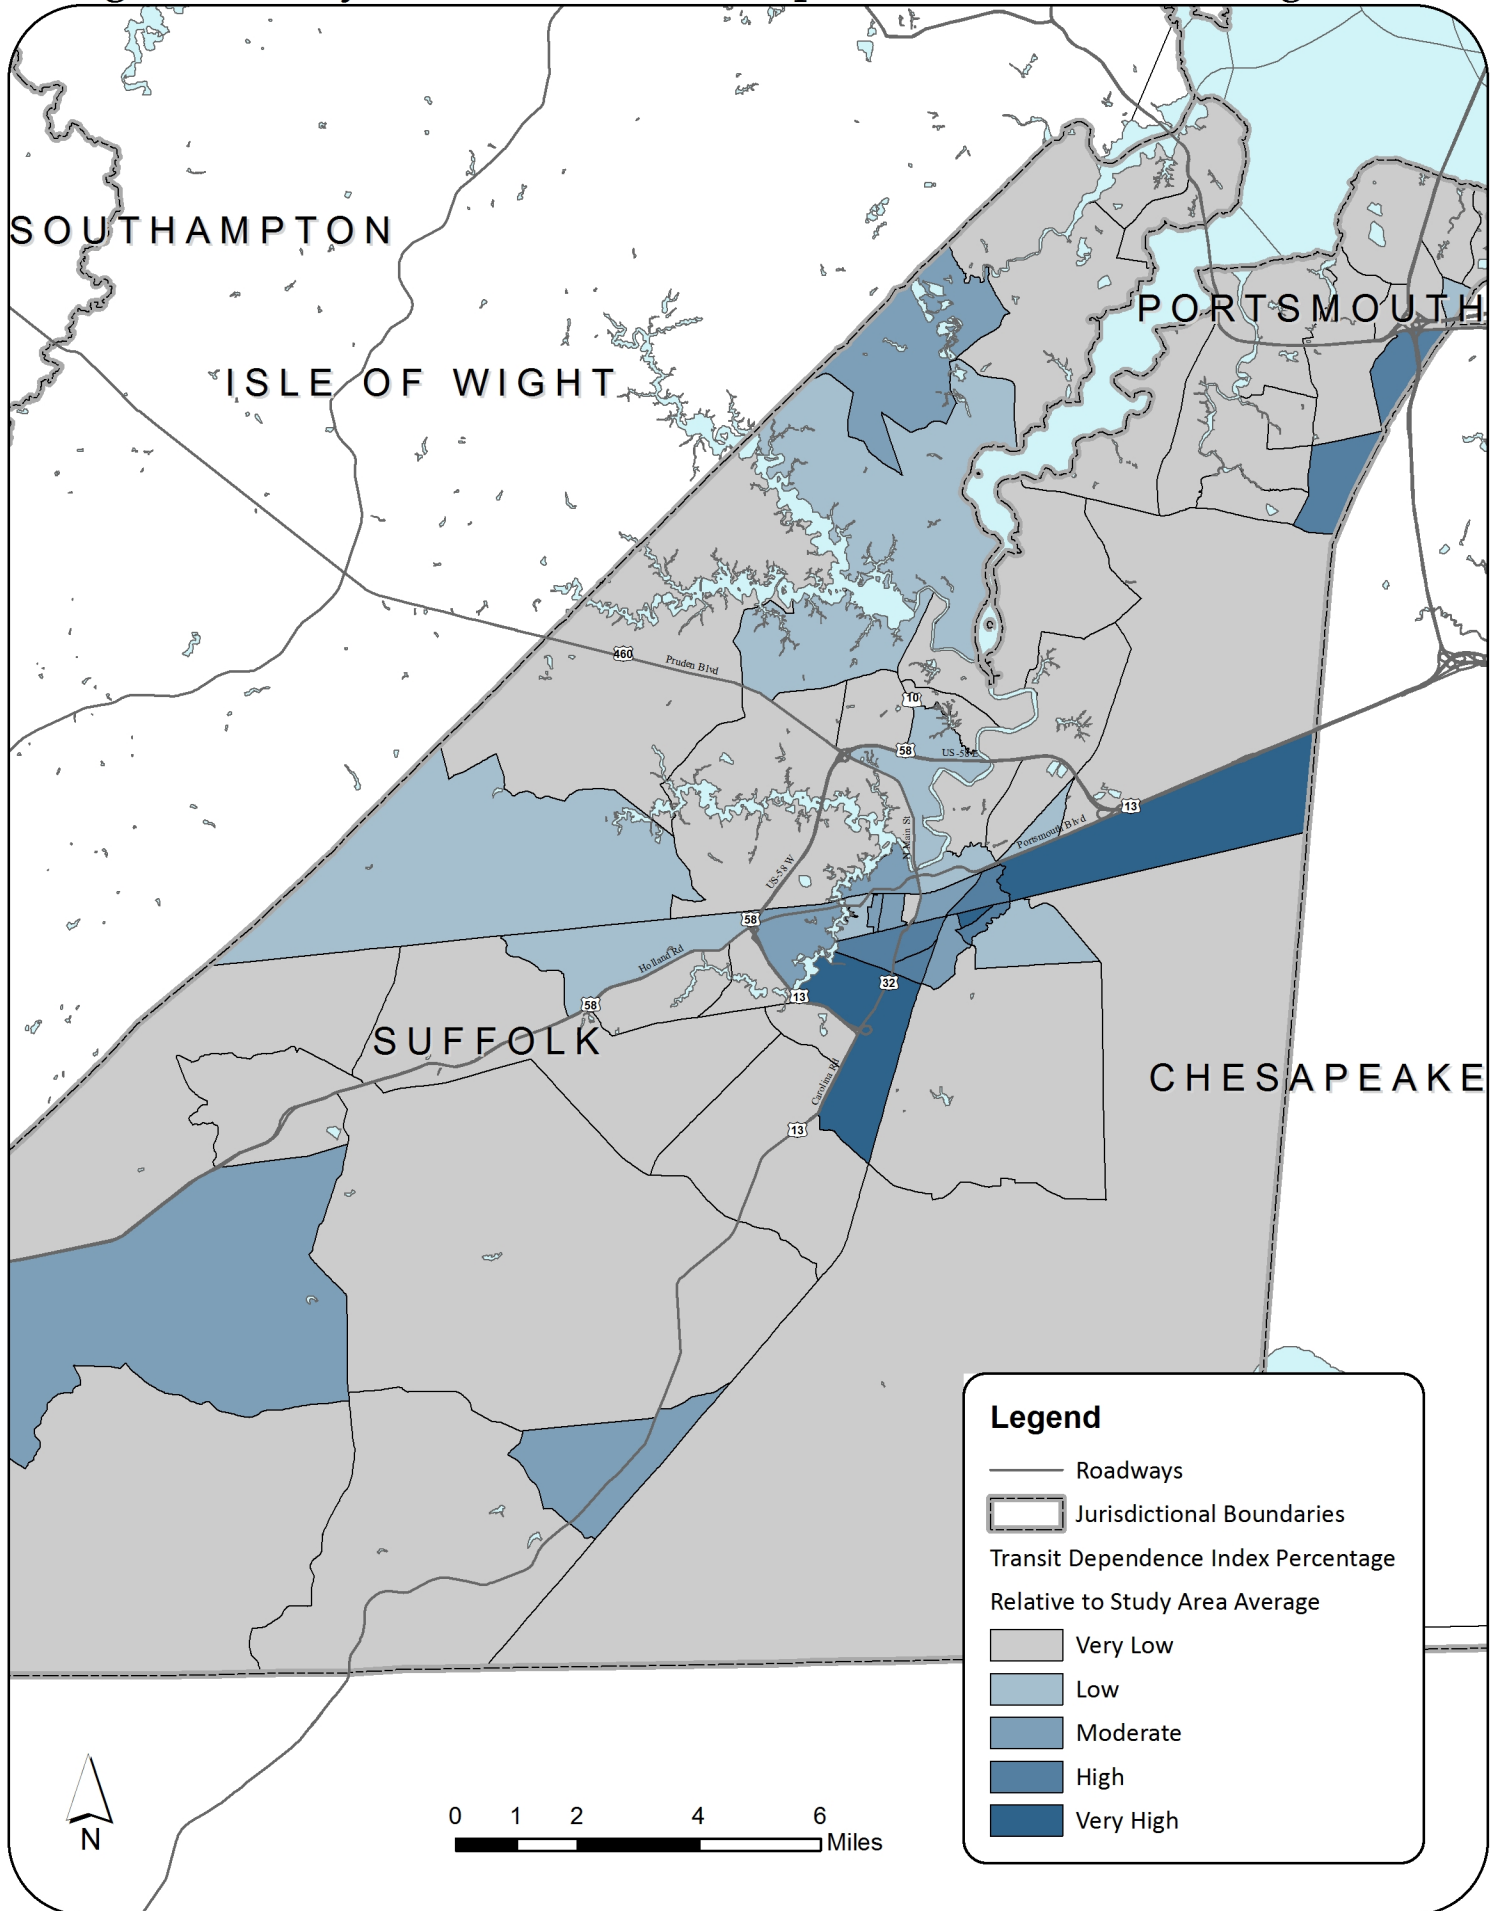 SOUTHAMPTON
PORTSMOUTH
ISLE OF WIGHT
460
Pruden Blvd
10
58
US-58 E
13
N Main St
Portsmouth Blvd
US-58 W
58
Holland Rd
32
13
58
SUFFOLK
CHESAPEAKE
Carolina Rd
13
Legend
Roadways
Jurisdictional Boundaries
Transit Dependence Index Percentage
Relative to Study Area Average
Very Low
Low
Moderate
High
Very High
N
0 1 2 4 6
Miles